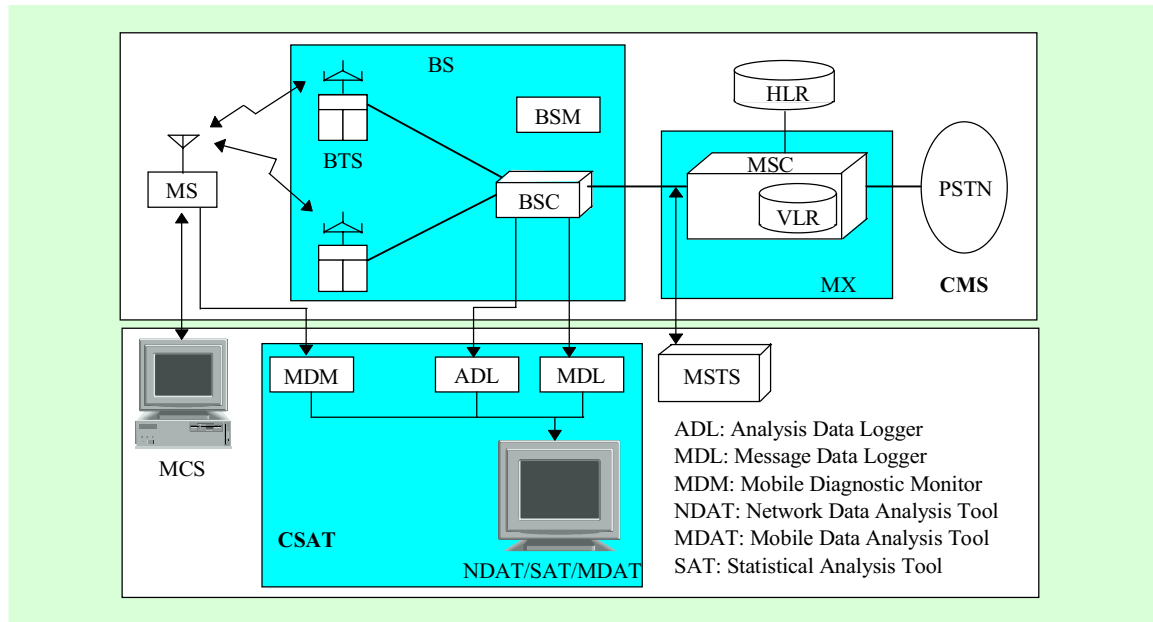 BS
HLR
BSM
BTS
MSC
MS
BSC
VLR
PSTN
MX
CMS
MDM
ADL
MDL
MSTS
MCS
ADL: Analysis Data Logger
MDL: Message Data Logger
MDM: Mobile Diagnostic Monitor
NDAT: Network Data Analysis Tool
MDAT: Mobile Data Analysis Tool
SAT: Statistical Analysis Tool
CSAT
NDAT/SAT/MDAT